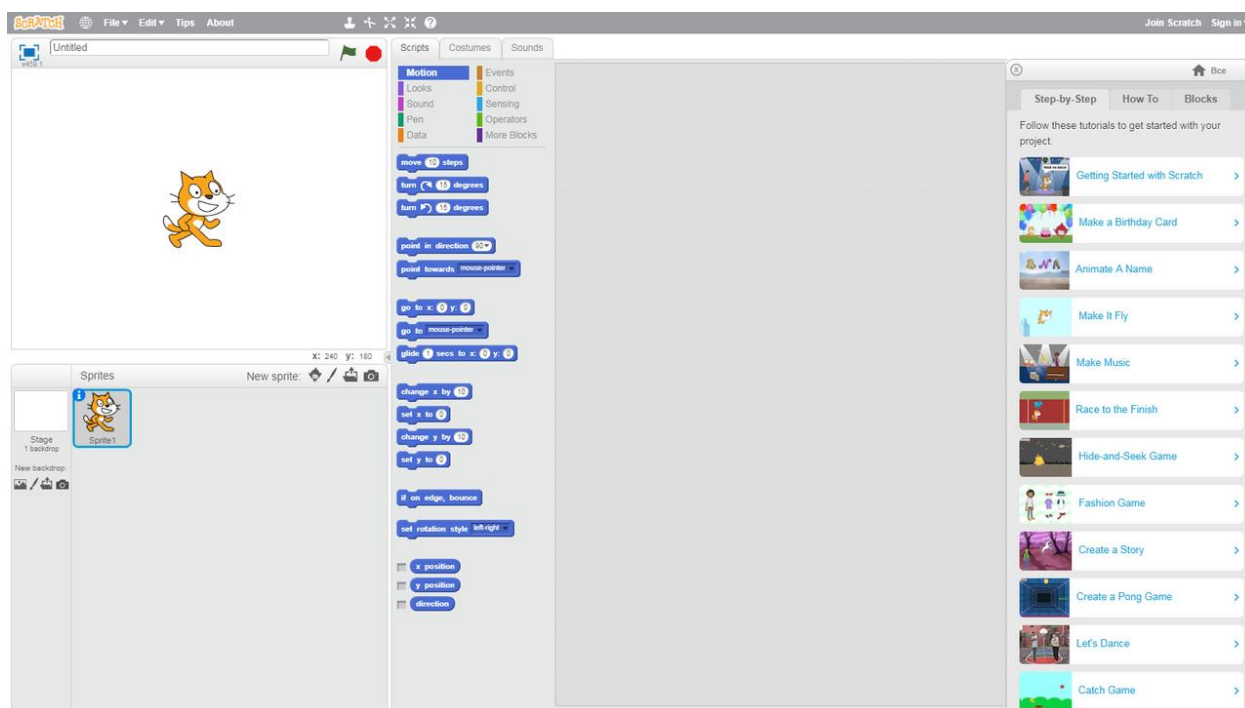 SCRATCH File Edit Tips About
Join Scratch Sign in
Untitled
v459.1
X: 240 y: 180
Sprites New sprite:
Stage
1 backdrop
New backdrop:
Sprite1
Scripts Costumes Sounds
Motion Events
Looks Control
Sound Sensing
Pen Operators
Data More Blocks
move 10 steps
turn 15 degrees
turn 15 degrees
point in direction 90
point towards mouse-pointer
go to x: 0 y: 0
go to mouse-pointer
glide 1 secs to x: 0 y: 0
change x by 10
set x to 0
change y by 10
set y to 0
if on edge, bounce
set rotation style left-right
x position
y position
direction
Все
Step-by-Step How To Blocks
Follow these tutorials to get started with your
project.
Getting Started with Scratch
Make a Birthday Card
Animate A Name
Make It Fly
Make Music
Race to the Finish
Hide-and-Seek Game
Fashion Game
Create a Story
Create a Pong Game
Let's Dance
Catch Game